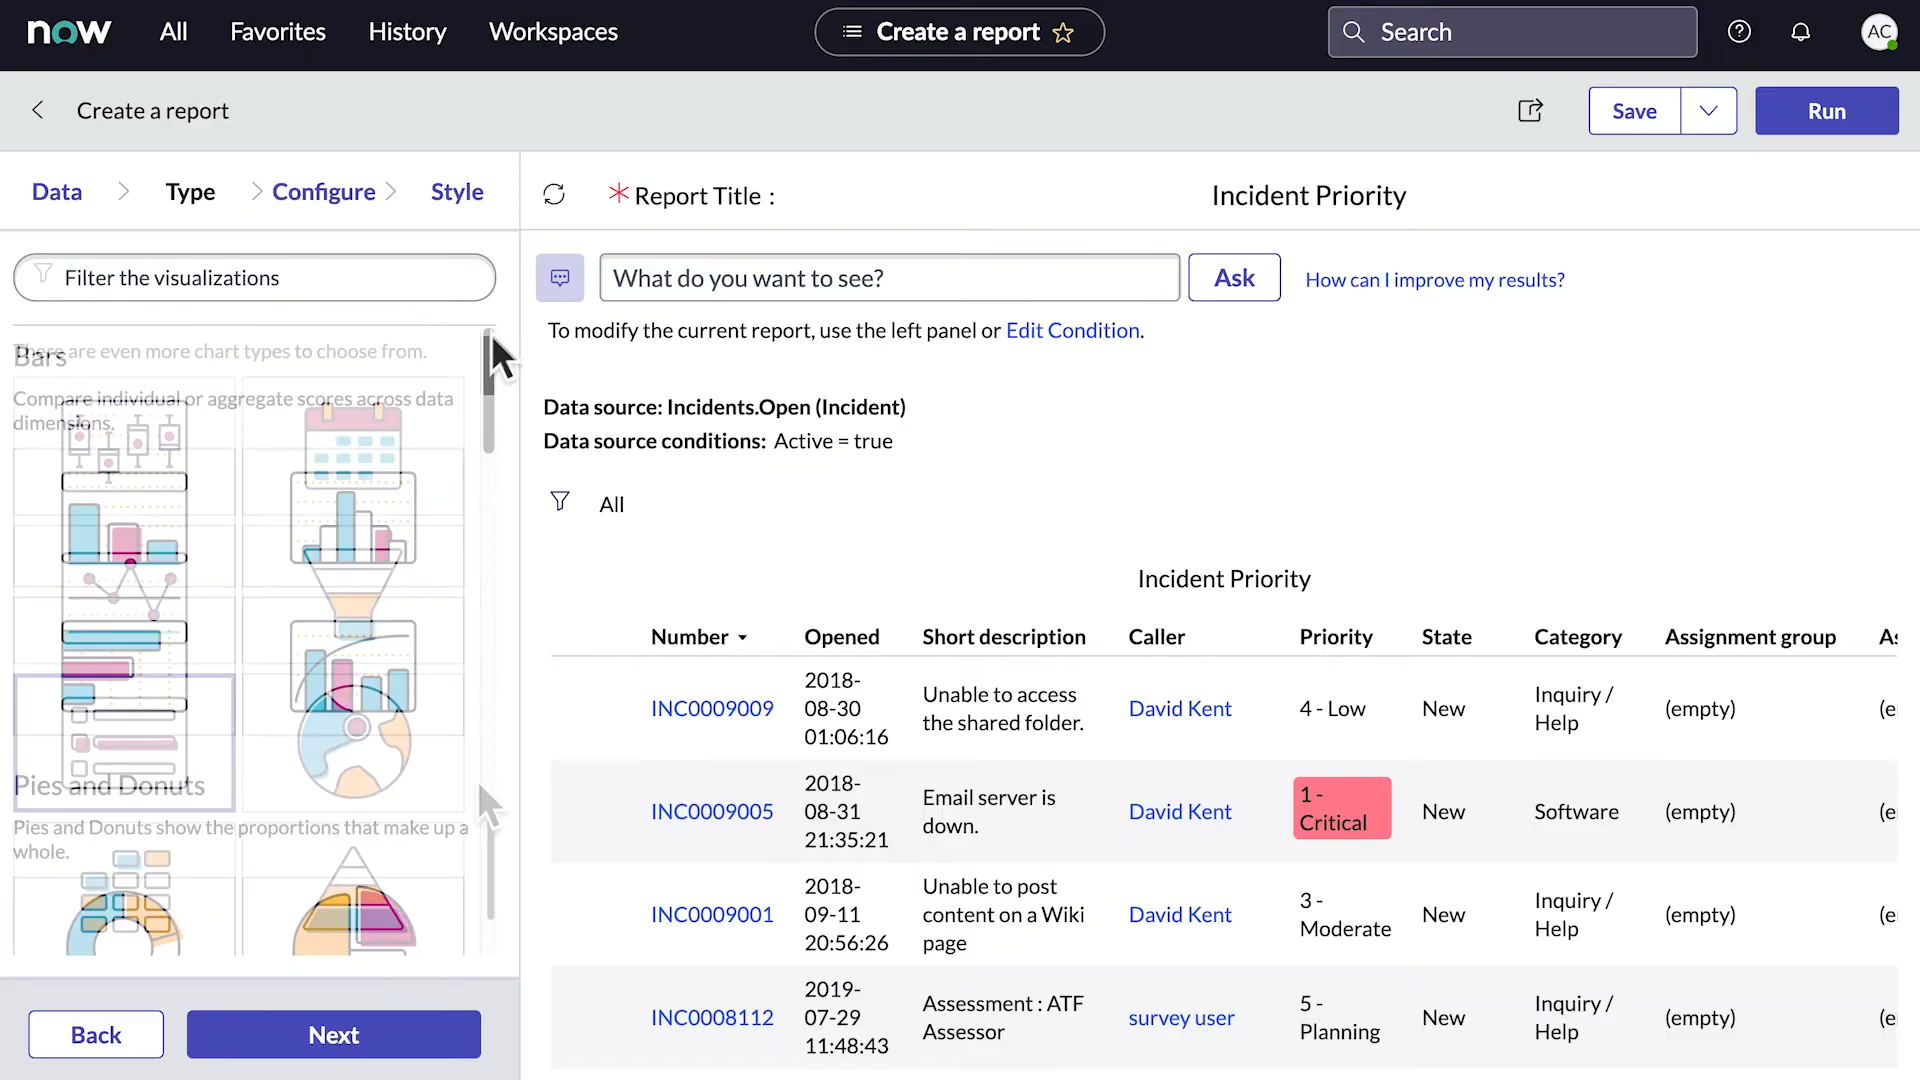 now All Favorites History Workspaces Create a report Search AC
Create a report Save Run
Data Type Configure Style
Report Title : Incident Priority
Filter the visualizations
What do you want to see? Ask How can I improve my results?
To modify the current report, use the left panel or Edit Condition.
There are even more chart types to choose from.
Bars
Compare individual or aggregate scores across data
dimensions.
Pies and Donuts
Pies and Donuts show the proportions that make up a
whole.
Back Next
Data source: Incidents.Open (Incident)
Data source conditions: Active = true
All
Incident Priority
Number Opened Short description Caller Priority State Category Assignment group As
INC0009009
2018-
08-30
01:06:16
Unable to access
the shared folder.
David Kent
4 - Low
New
Inquiry /
Help
(empty)
(e
INC0009005
2018-
08-31
21:35:21
Email server is
down.
David Kent
1 -
Critical
New
Software
(empty)
(e
INC0009001
2018-
09-11
20:56:26
Unable to post
content on a Wiki
page
David Kent
3 -
Moderate
New
Inquiry /
Help
(empty)
(e
INC0008112
2019-
07-29
11:48:43
Assessment : ATF
Assessor
survey user
5 -
Planning
New
Inquiry /
Help
(empty)
(e